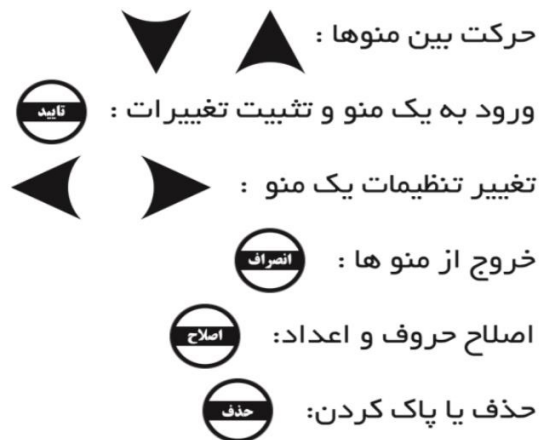 حرکت بین منوها :
ورود به یک منو و تثبیت تغییرات : تایید
تغییر تنظیمات یک منو :
خروج از منو ها : انصراف
اصلاح حروف و اعداد: اصلاح
حذف یا پاک کردن: حذف